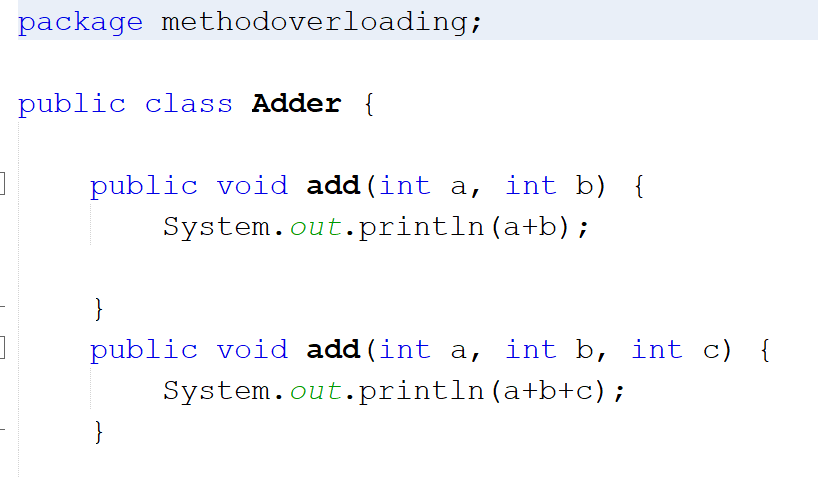 package methodoverloading;
public class Adder {
public void add(int a, int b) {
System.out.println(a+b);
}
public void add(int a, int b, int c) {
System.out.println(a+b+c);
}